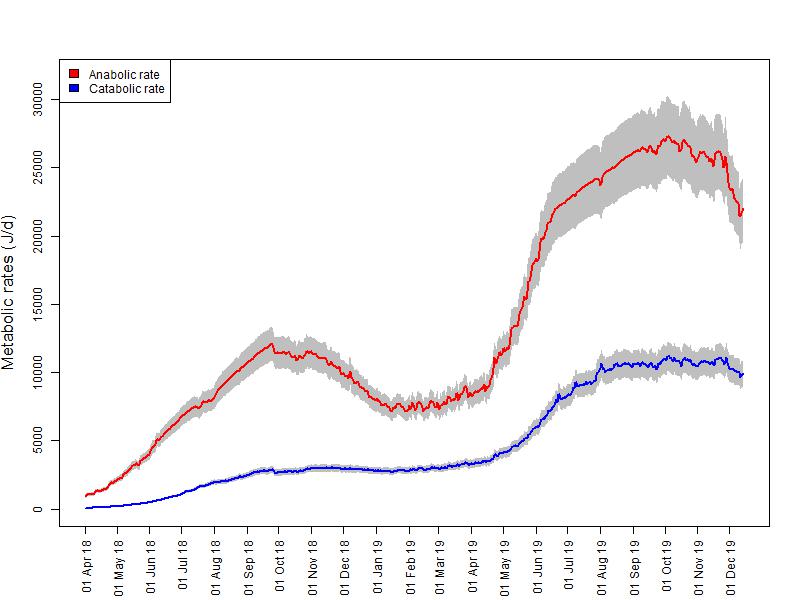 Anabolic rate
Catabolic rate
Metabolic rates (J/d)
30000
25000
20000
15000
10000
5000
0
01 Apr 18
01 May 18
01 Jun 18
01 Jul 18
01 Aug 18
01 Sep 18
01 Oct 18
01 Nov 18
01 Dec 18
01 Jan 19
01 Feb 19
01 Mar 19
01 Apr 19
01 May 19
01 Jun 19
01 Jul 19
01 Aug 19
01 Sep 19
01 Oct 19
01 Nov 19
01 Dec 19